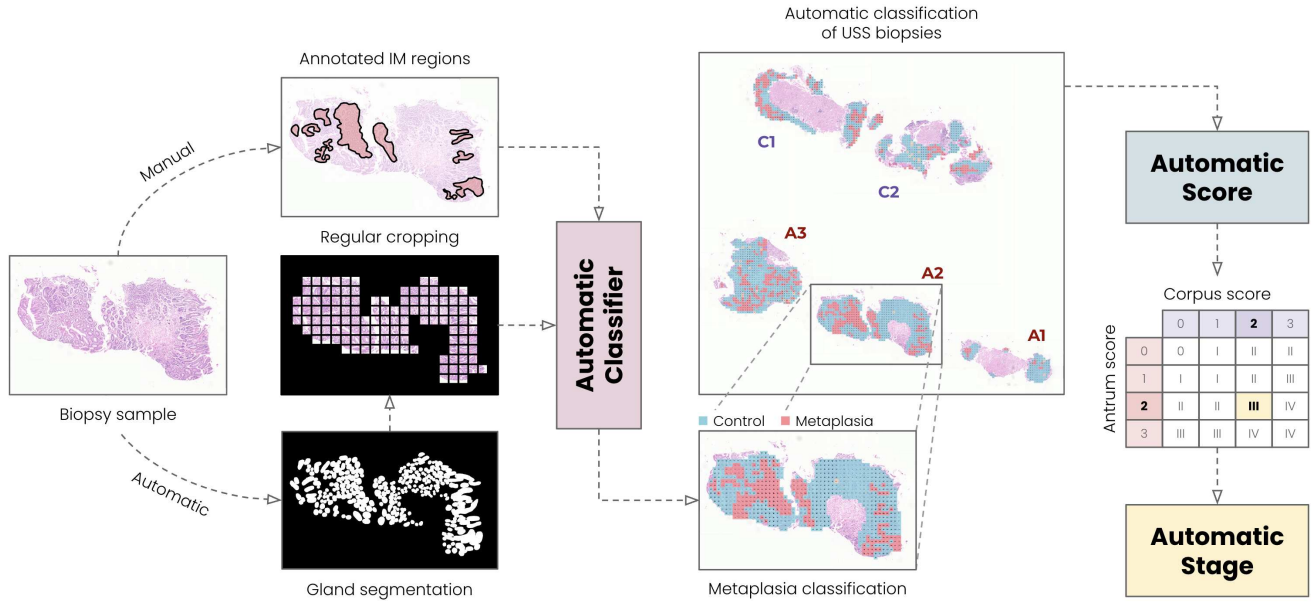 Automatic classification
of USS biopsies
Annotated IM regions
Manual
C1
C2
Automatic
Score
Regular cropping
A3
A2
A1
Automatic
Classifier
Corpus score
0 1 2 3
Antrum score
0 0 I II II
1 I I II III
2 II II III IV
3 III III IV IV
Biopsy sample
Control Metaplasia
Automatic
Automatic
Stage
Gland segmentation
Metaplasia classification